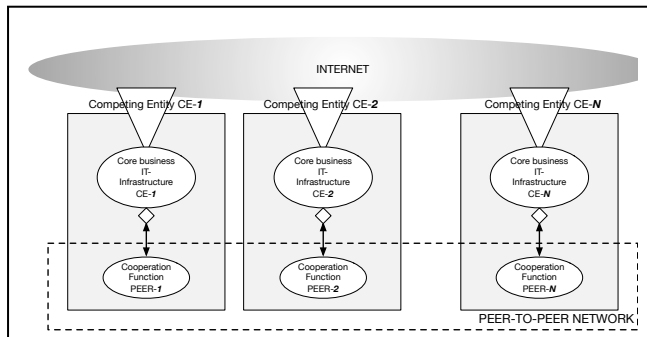 INTERNET
Competing Entity CE-1
Competing Entity CE-2
Competing Entity CE-N
Core business
IT-
Infrastructure
CE-1
Core business
IT-
Infrastructure
CE-2
Core business
IT-
Infrastructure
CE-N
Cooperation
Function
PEER-1
Cooperation
Function
PEER-2
Cooperation
Function
PEER-N
PEER-TO-PEER NETWORK